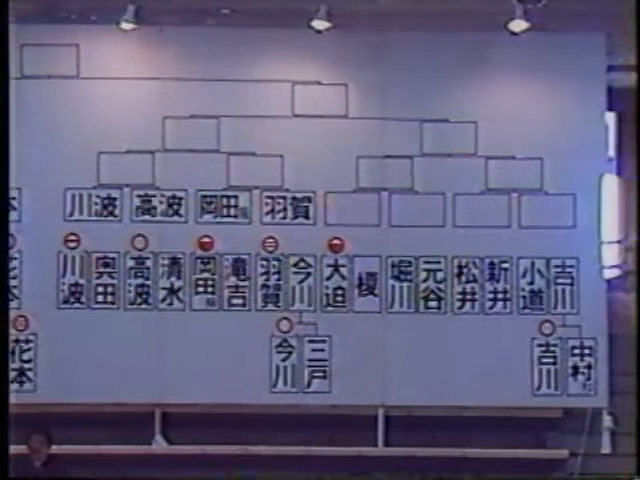 川波 高波 岡田 羽賀
川波 奥田 高波 清水 岡田 滝吉 羽賀 今川 大迫 榎 堀川 元谷 松井 新井 小道 吉川
花本 今川 三戸 吉川 中村